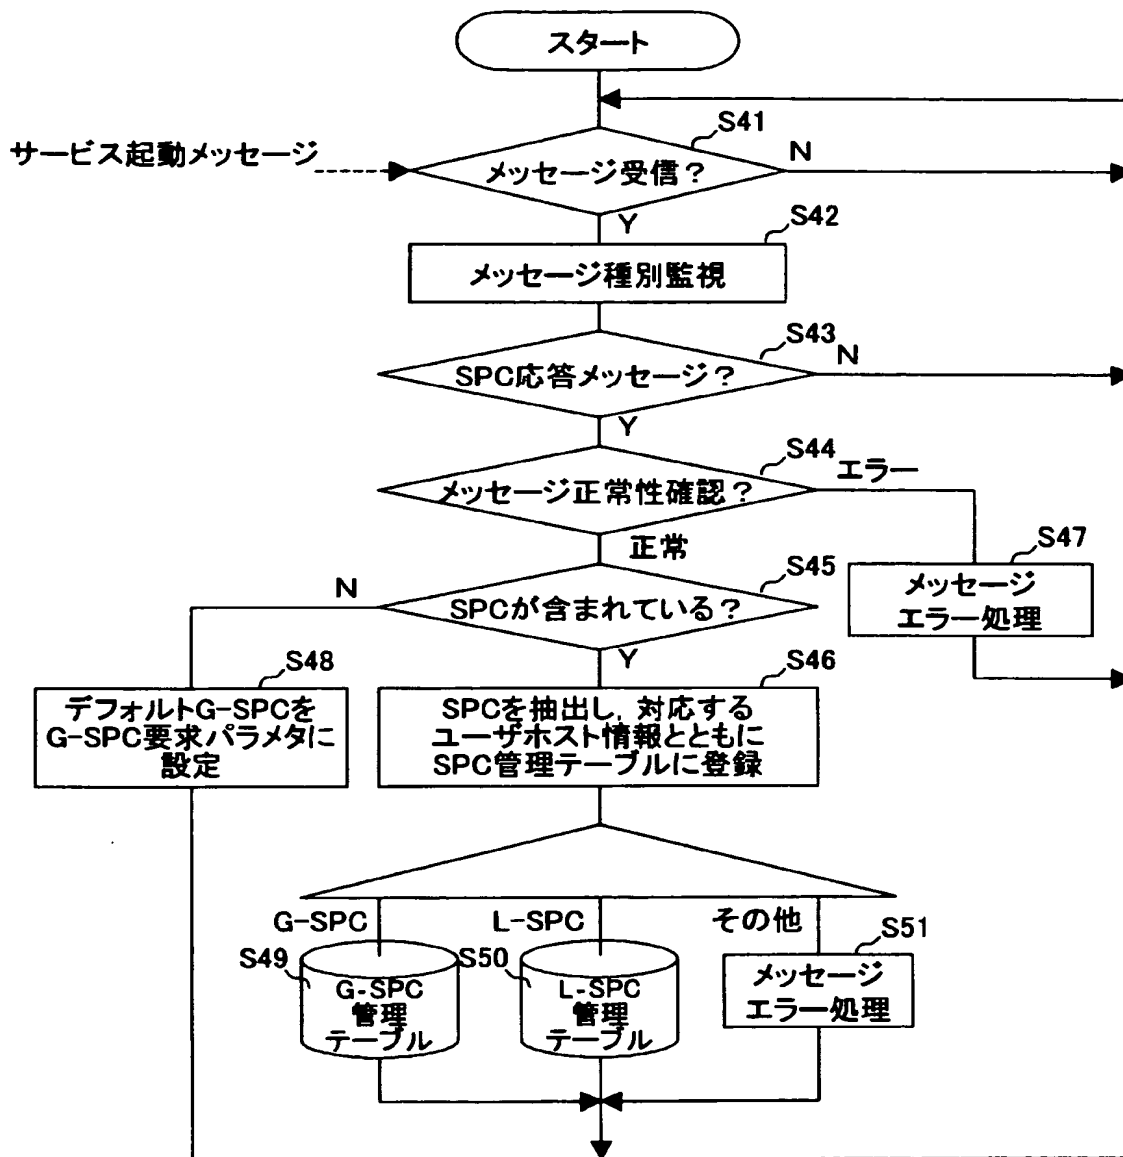 スタート
S41
サービス起動メッセージ
メッセージ受信？
N
Y
S42
メッセージ種別監視
S43
SPC応答メッセージ？
N
Y
S44
メッセージ正常性確認？
エラー
正常
S47
メッセージ
エラー処理
S45
SPCが含まれている？
N
Y
S48
デフォルトG-SPCを
G-SPC要求パラメタに
設定
S46
SPCを抽出し, 対応する
ユーザホスト情報とともに
SPC管理テーブルに登録
G-SPC
L-SPC
その他
S49
G-SPC
管理
テーブル
S50
L-SPC
管理
テーブル
S51
メッセージ
エラー処理